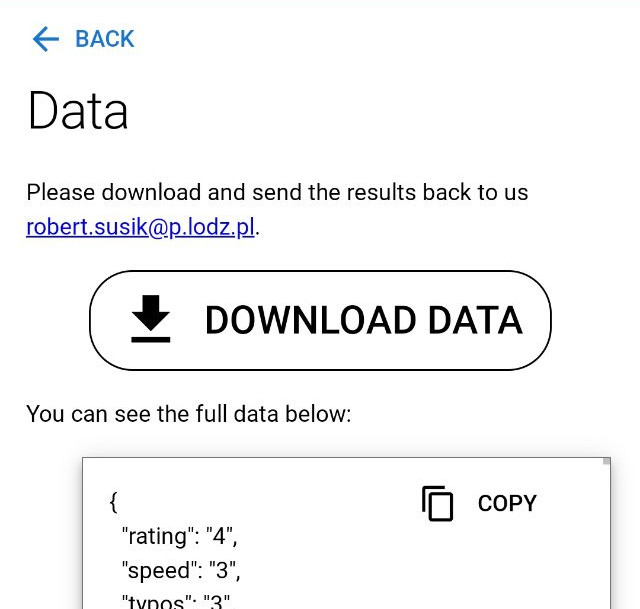 BACK
Data
Please download and send the results back to us
robert.susik@p.lodz.pl.
DOWNLOAD DATA
You can see the full data below:
{
COPY
"rating": "4",
"speed": "3",
"typos": "3"